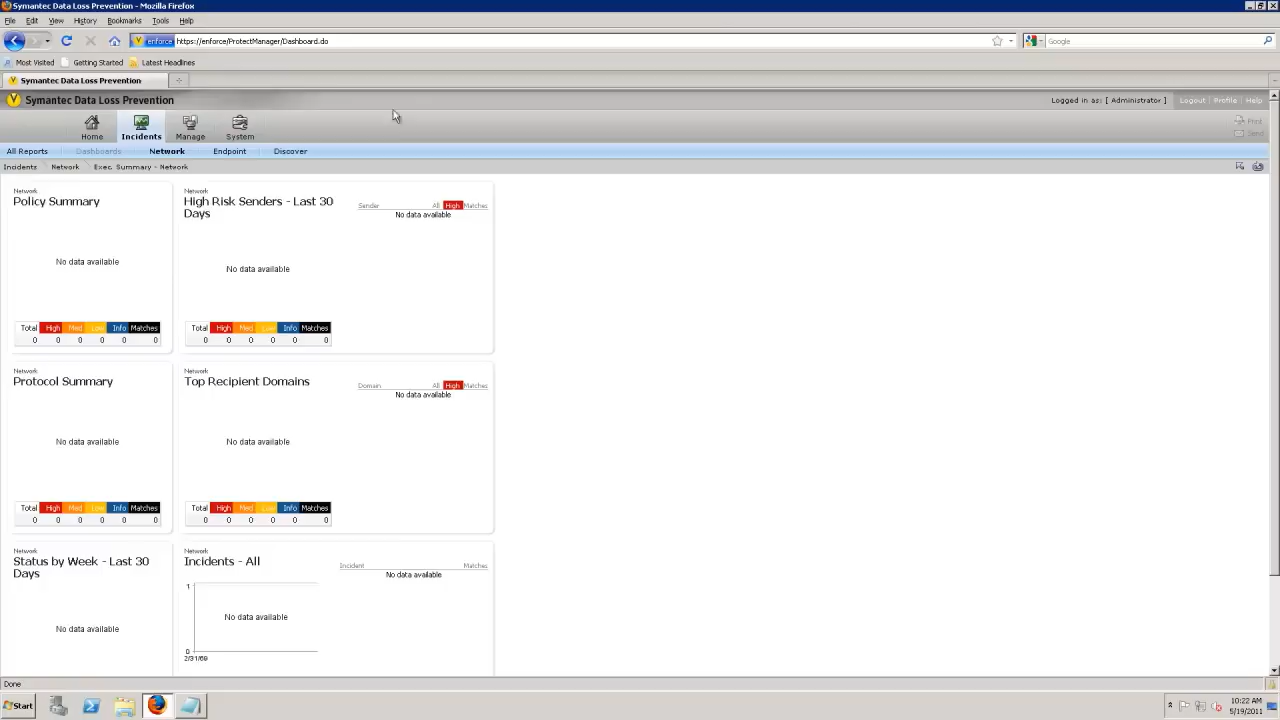 Symantec Data Loss Prevention - Mozilla Firefox
File Edit View History Bookmarks Tools Help
enforce https://enforce/ProtectManager/Dashboard.do
Google
Most Visited Getting Started Latest Headlines
Symantec Data Loss Prevention
Symantec Data Loss Prevention
Logged in as: [ Administrator ] Logout Profile Help
Home Incidents Manage System
Print
Send
All Reports Dashboards Network Endpoint Discover
Incidents Network Exec. Summary - Network
Network
Policy Summary
No data available
Total High Med Low Info Matches
0 0 0 0 0 0
Network
High Risk Senders - Last 30
Days
Sender All High Matches
No data available
No data available
Total High Med Low Info Matches
0 0 0 0 0 0
Network
Protocol Summary
No data available
Total High Med Low Info Matches
0 0 0 0 0 0
Network
Top Recipient Domains
Domain All High Matches
No data available
No data available
Total High Med Low Info Matches
0 0 0 0 0 0
Network
Status by Week - Last 30
Days
No data available
Network
Incidents - All
Incident Matches
No data available
1
No data available
0
2/31/69
Done
Start
10:22 AM
5/19/2011